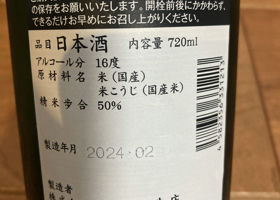 の保存をお願いいたします。開栓前後にかかわらず、
できるだけお早めにお召し上がりください。
品目 日本酒 内容量 720ml
アルコール分 16度
原材料名 米(国産)
米こうじ(国産米)
精米歩合 50%
製造年月 2024.02
製造者